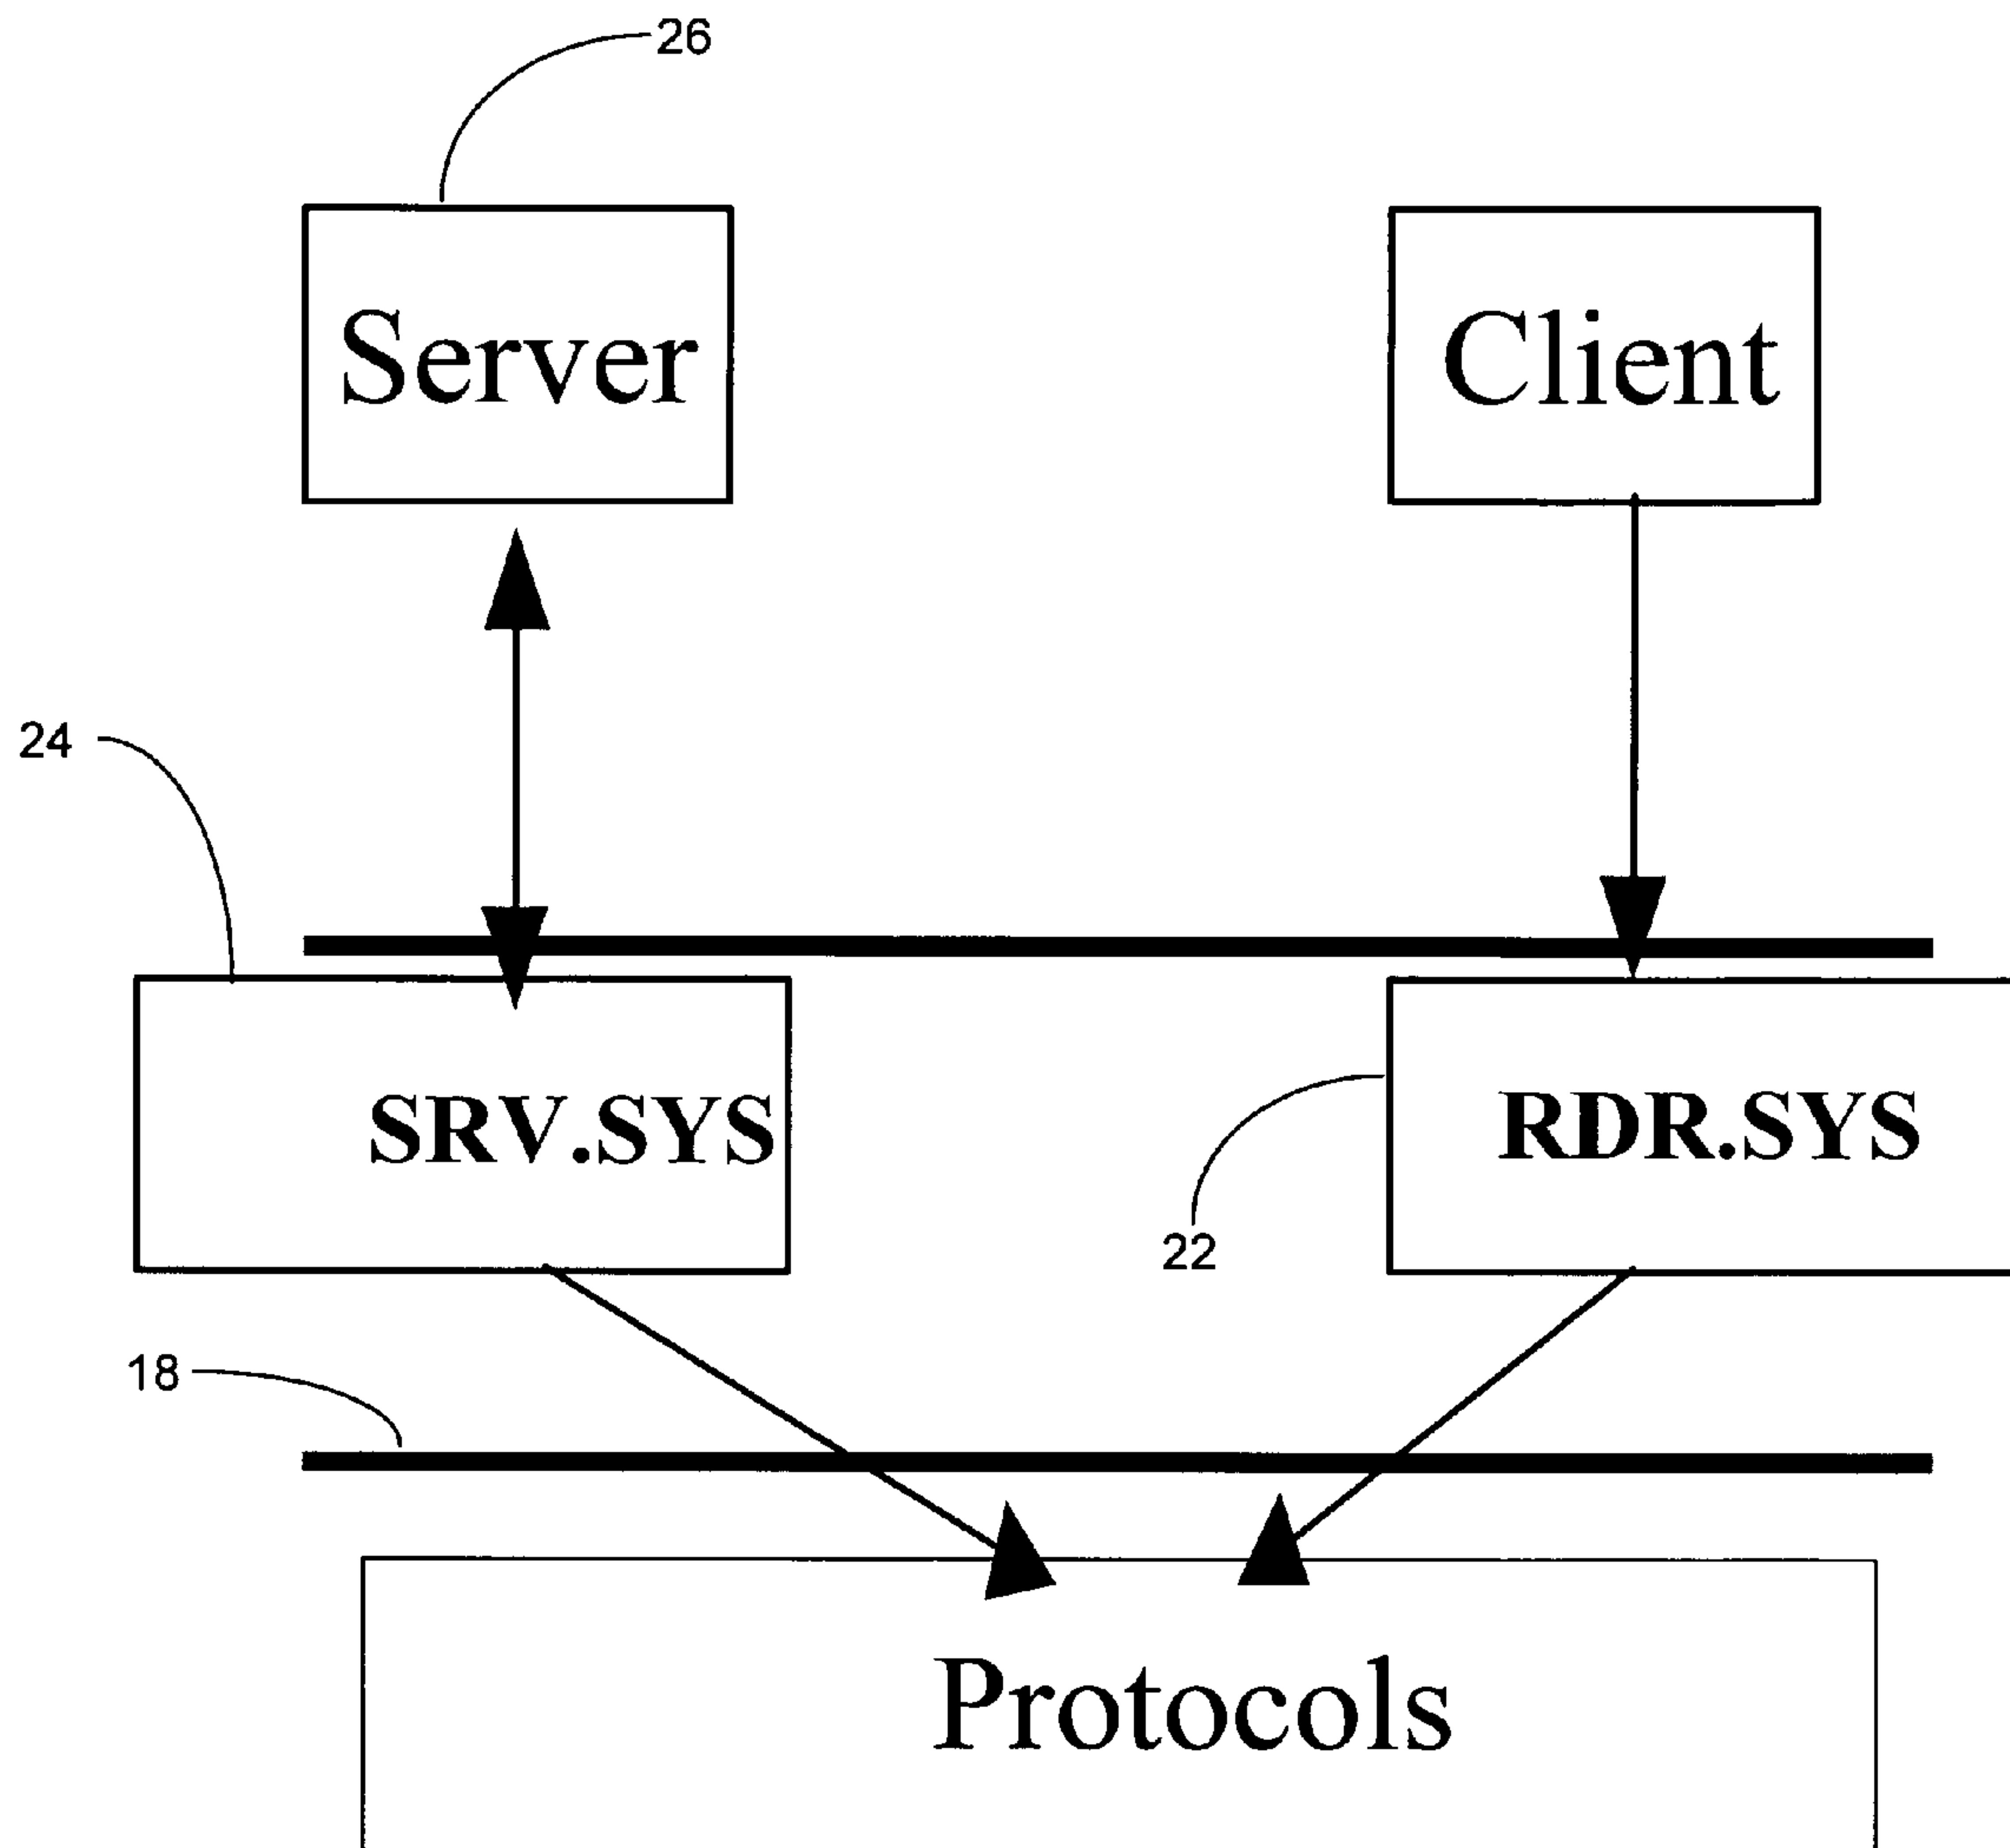 26
Server
Client
24
SRV.SYS
RDR.SYS
22
18
Protocols